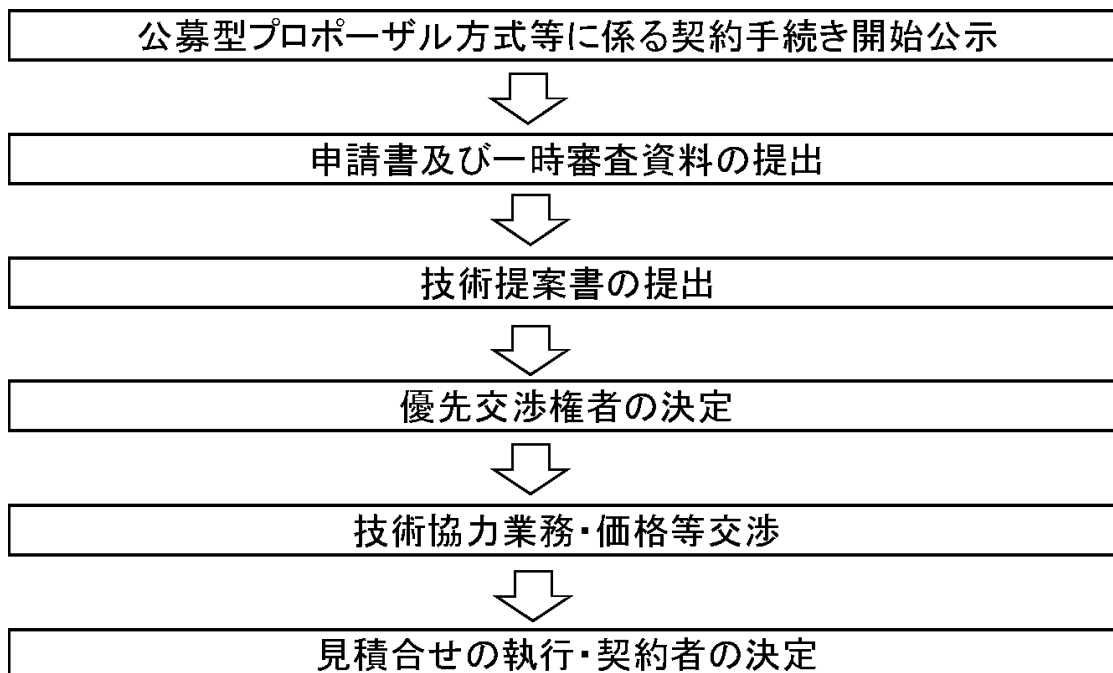 公募型プロポーザル方式等に係る契約手続き開始公示
申請書及び一時審査資料の提出
技術提案書の提出
優先交渉権者の決定
技術協力業務・価格等交渉
見積合せの執行・契約者の決定